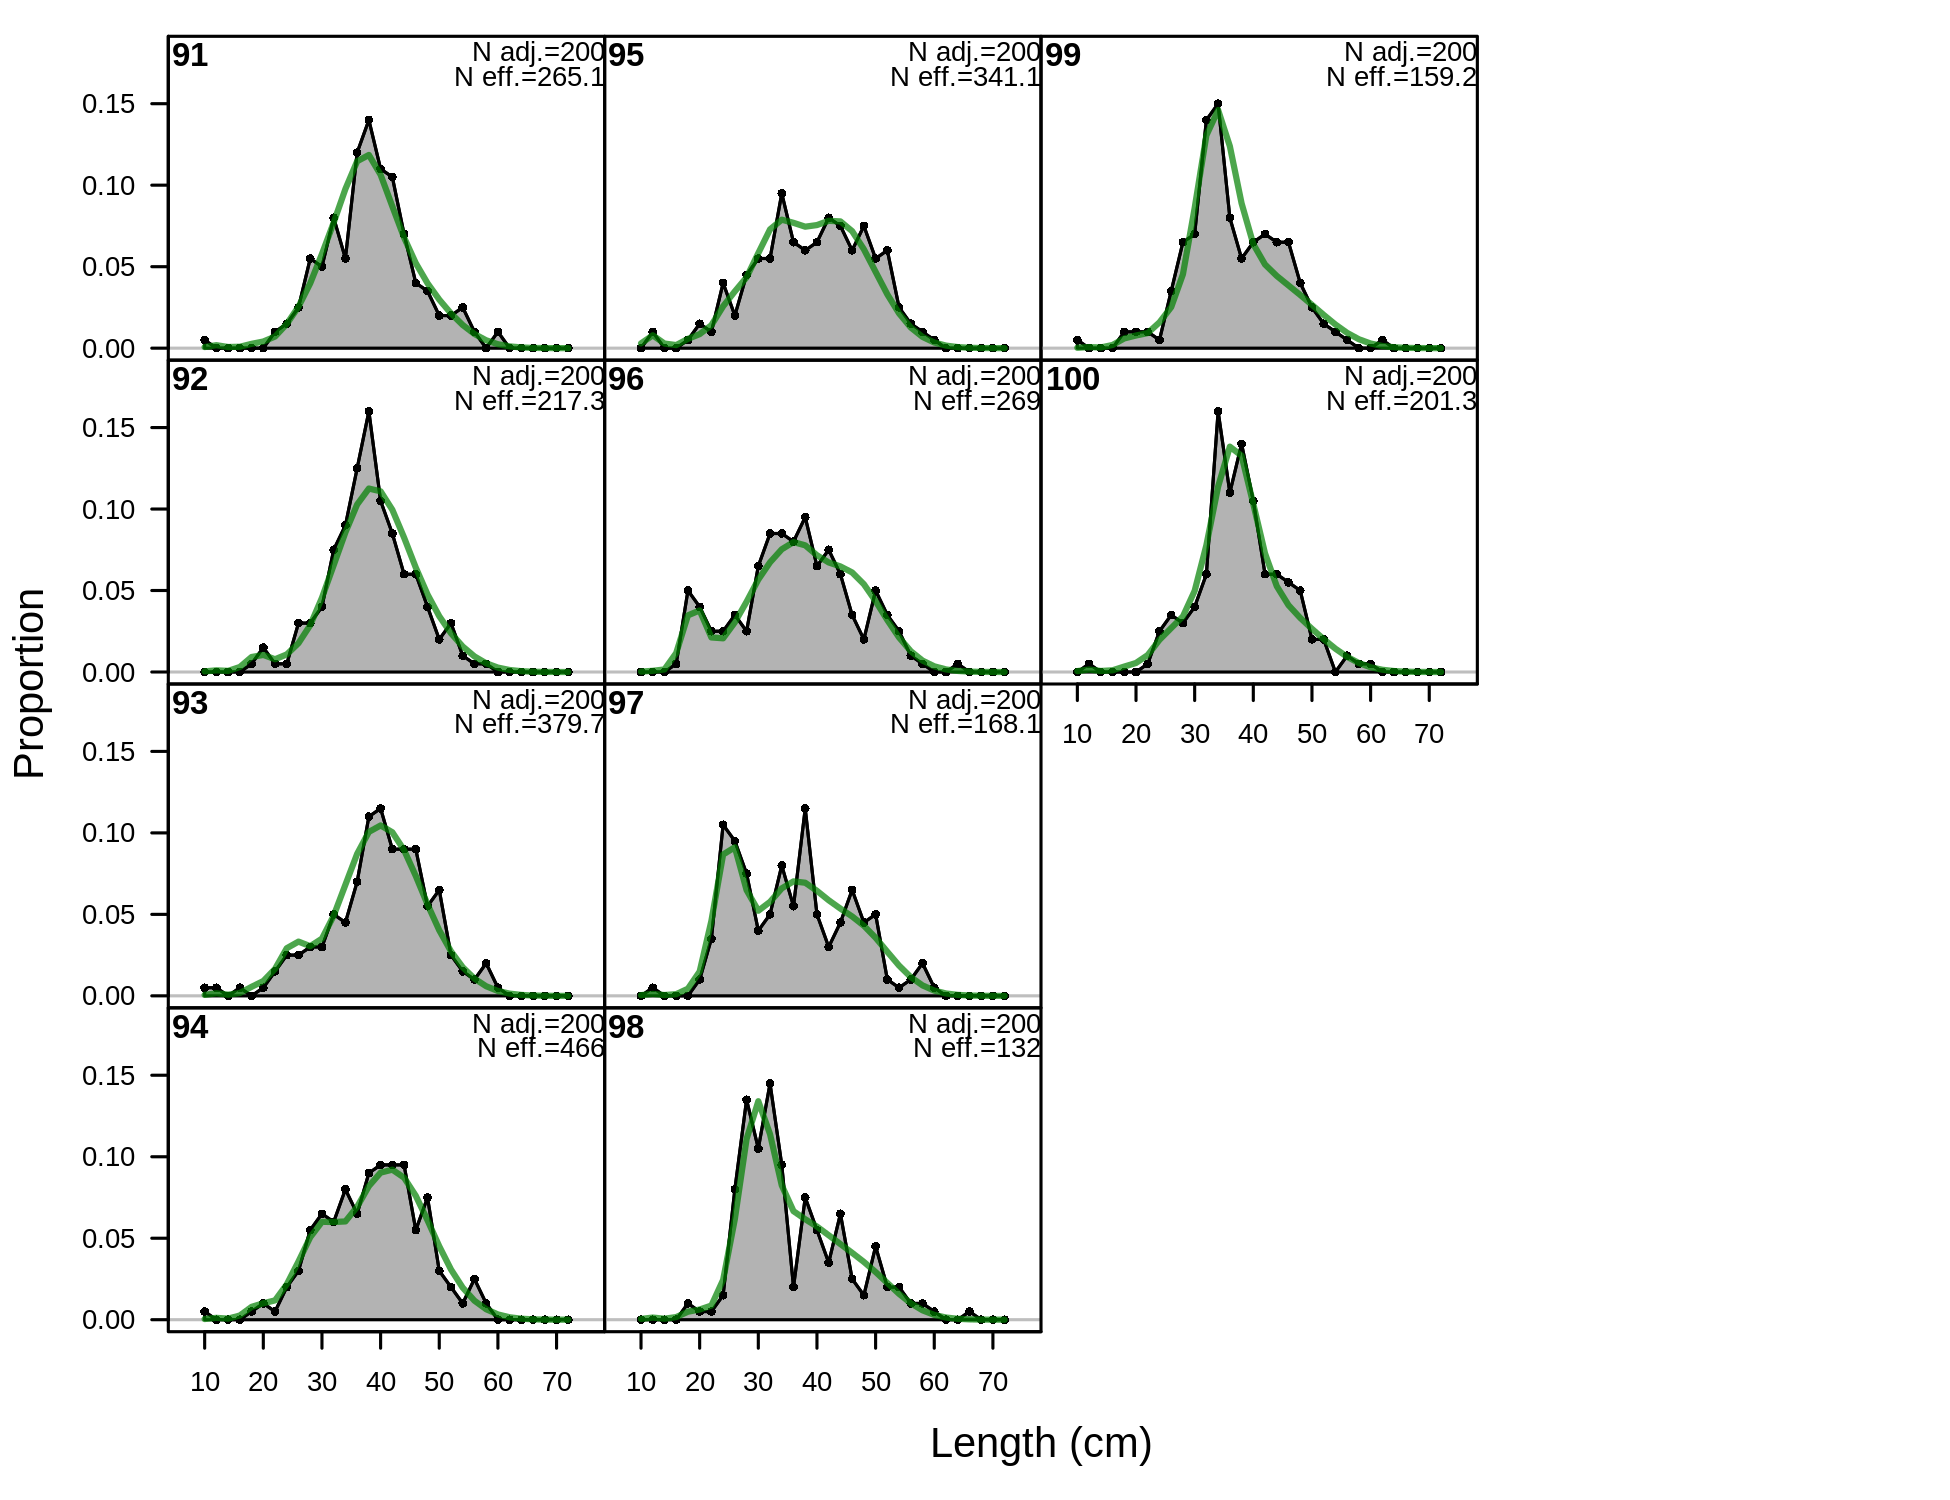 91
N adj.=200
N eff.=265.1
95
N adj.=200
N eff.=341.1
99
N adj.=200
N eff.=159.2
0.15
0.10
0.05
0.00
92
N adj.=200
N eff.=217.3
96
N adj.=200
N eff.=269
100
N adj.=200
N eff.=201.3
0.15
0.10
0.05
0.00
10 20 30 40 50 60 70
93
N adj.=200
N eff.=379.7
97
N adj.=200
N eff.=168.1
0.15
0.10
0.05
0.00
94
N adj.=200
N eff.=466
98
N adj.=200
N eff.=132
0.15
0.10
0.05
0.00
10 20 30 40 50 60 70
10 20 30 40 50 60 70
Proportion
Length (cm)